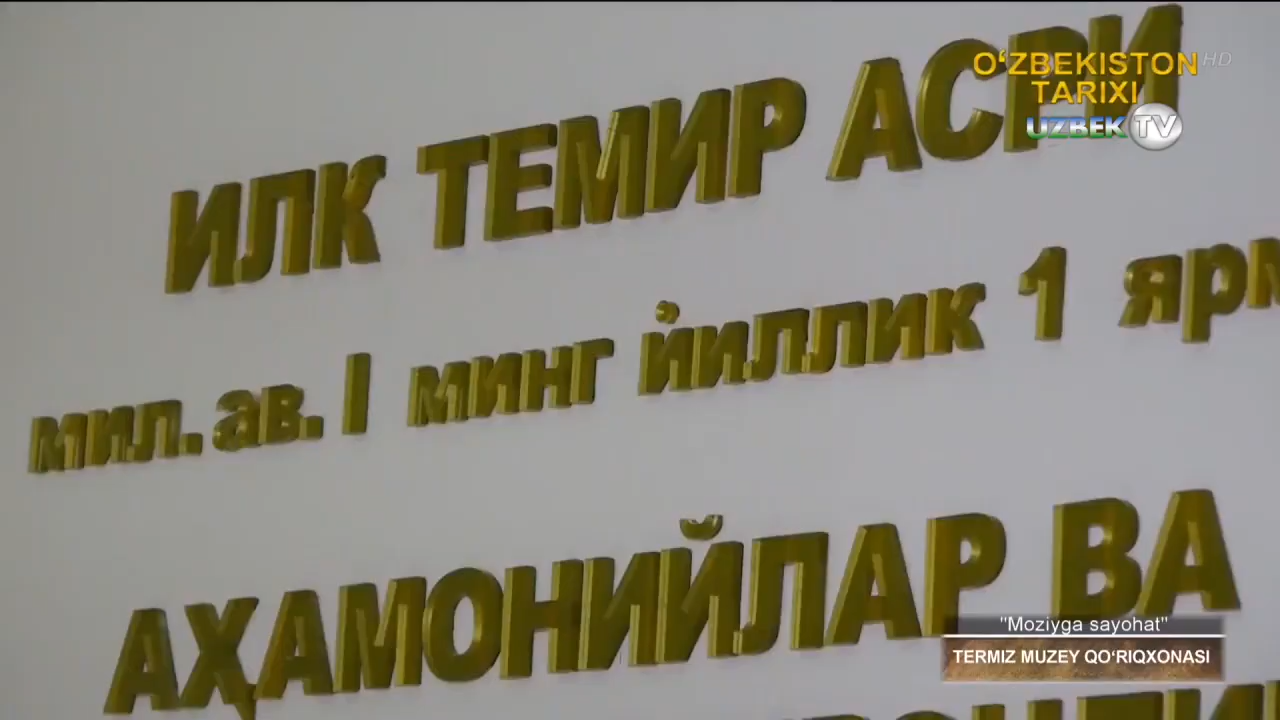 O‘ZBEKISTON HD
TARIXI
UZBEK TV
ИЛК ТЕМИР АСРИ
мил. ав. I минг йиллик 1
АҲАМОНИЙЛАР ВА
"Moziyga sayohat"
TERMIZ MUZEY QO‘RIQXONASI